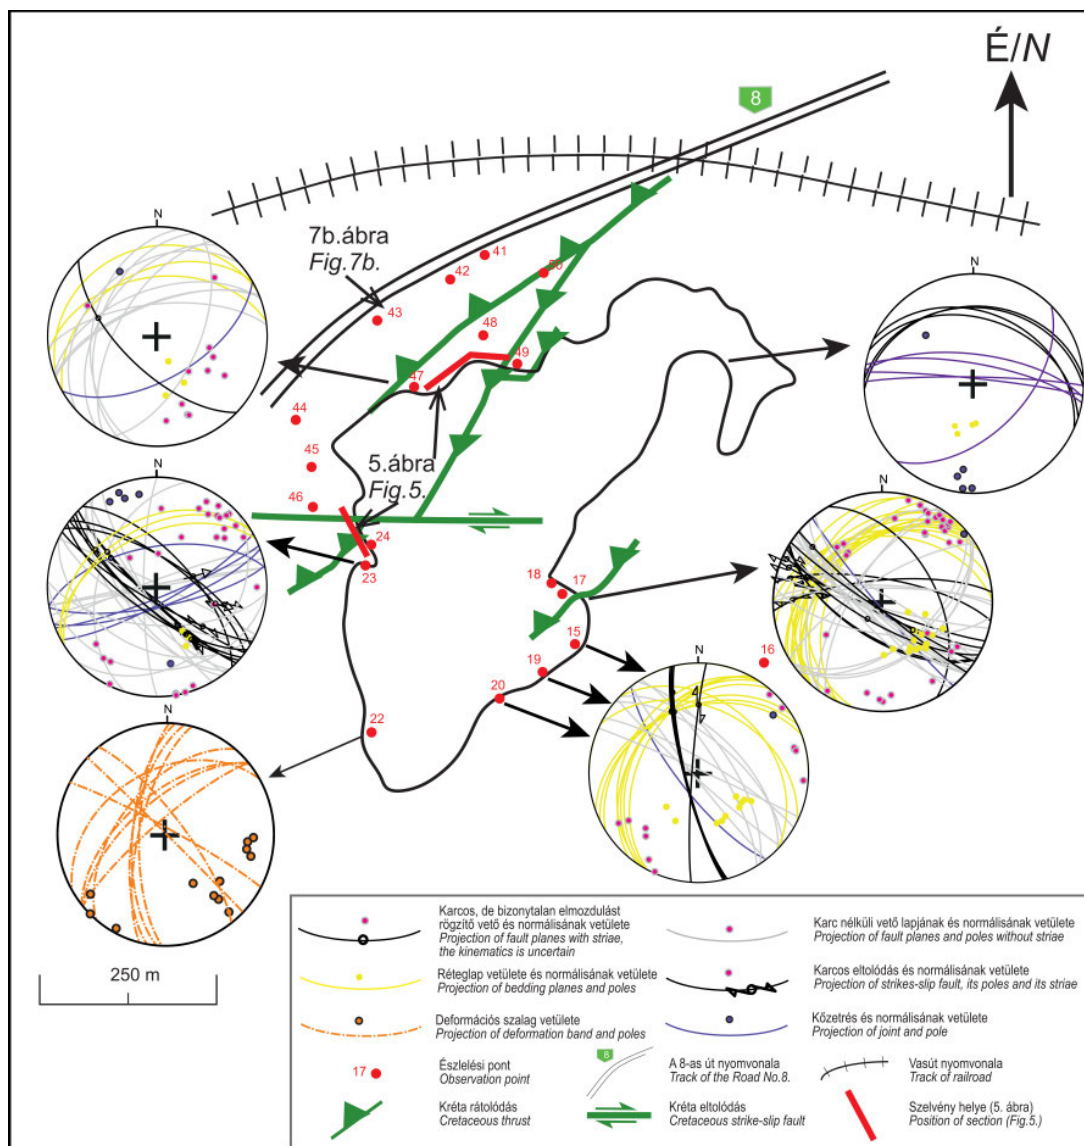 É/N
8
7b.ábra
Fig.7b.
41
42
50
43
48
49
47
44
5.ábra
Fig.5.
45
46
24
23
18
17
15
16
19
20
22
N
N
N
N
N
N
250 m
Karcos, de bizonytalan elmozdulást
rögzítő vető és normálisának vetülete
Projection of fault planes with striae,
the kinematics is uncertain
Réteglap vetülete és normálisának vetülete
Projection of bedding planes and poles
Deformációs szalag vetülete
Projection of deformation band and poles
17
Észlelési pont
Observation point
Kréta rátolódás
Cretaceous thrust
Karc nélküli vető lapjának és normálisának vetülete
Projection of fault planes and poles without striae
Karcos eltolódás és normálisának vetülete
Projection of strikes-slip fault, its poles and its striae
Kőzetrés és normálisának vetülete
Projection of joint and pole
8
A 8-as út nyomvonala
Track of the Road No.8.
Vasút nyomvonala
Track of railroad
Kréta eltolódás
Cretaceous strike-slip fault
Szelvény helye (5. ábra)
Position of section (Fig.5.)